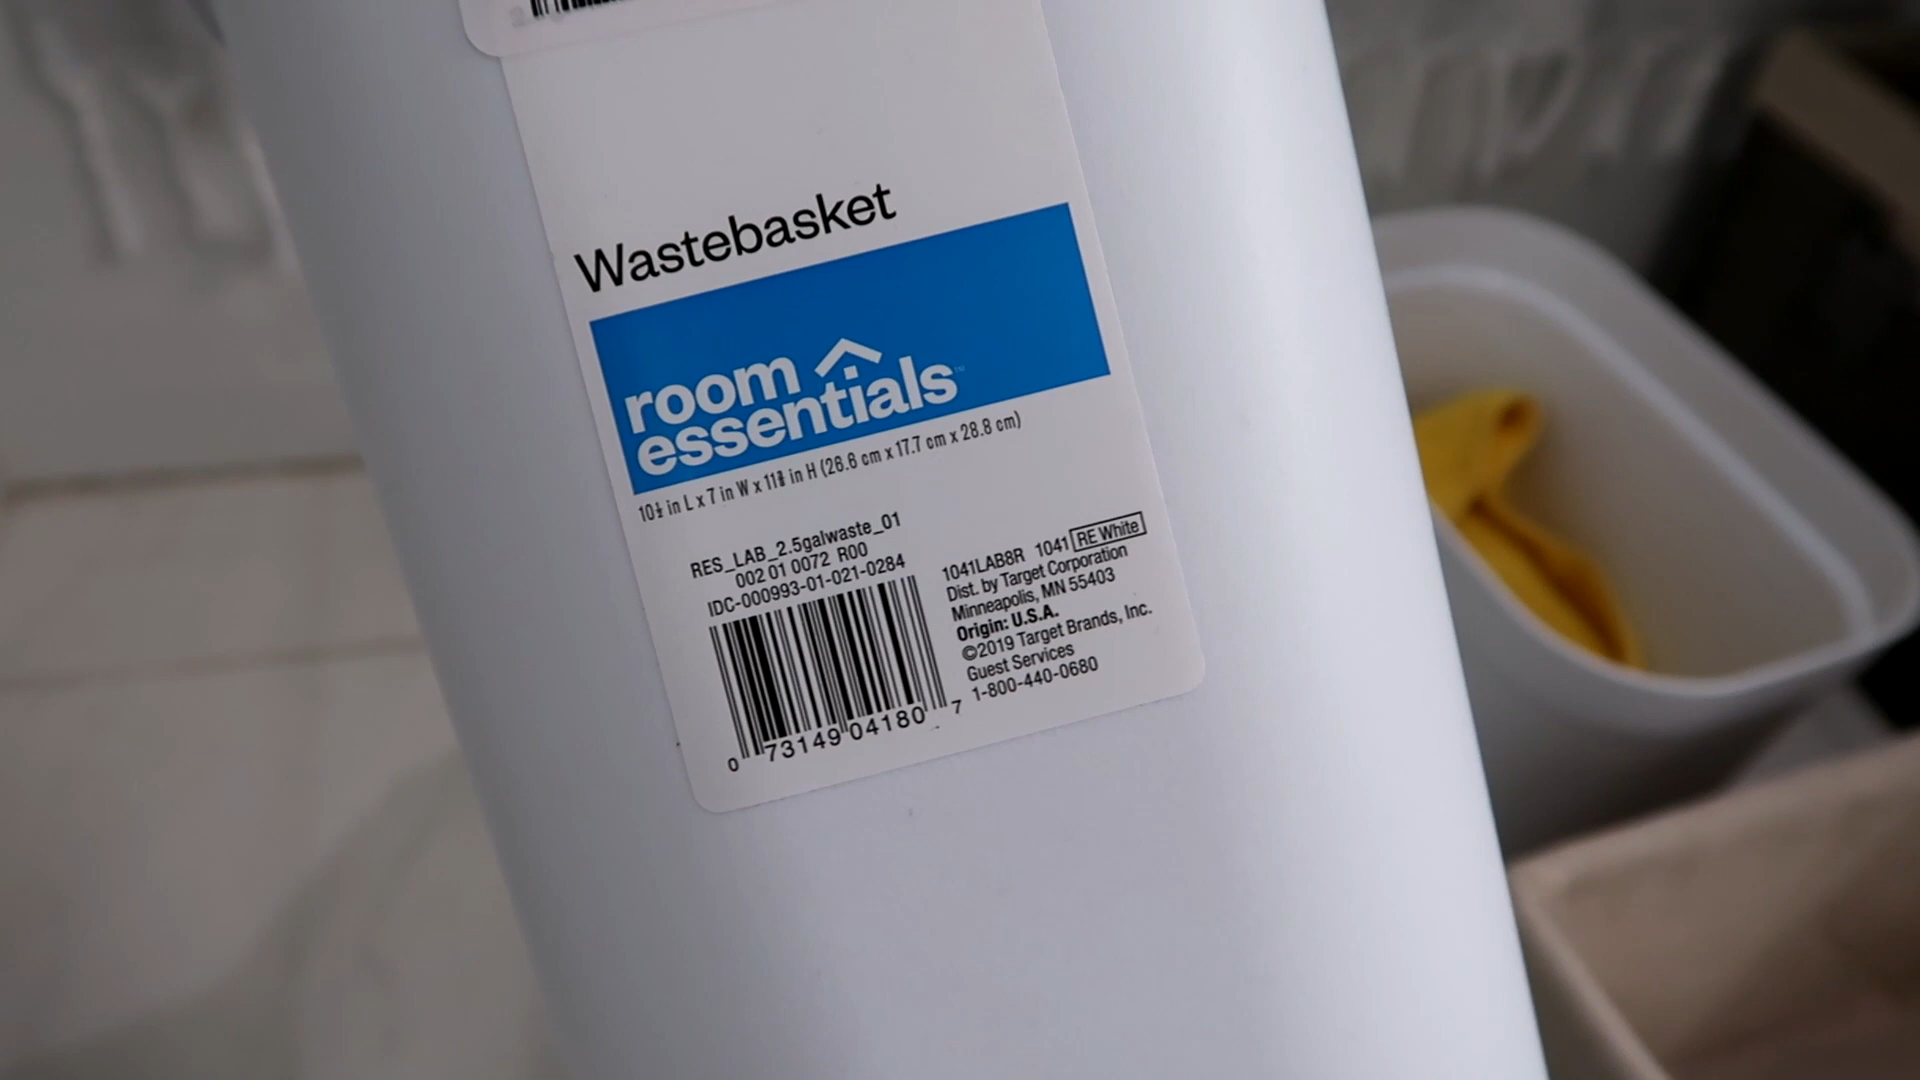 Wastebasket
room
essentials™
10½ in L x 7 in W x 11⅜ in H (26.6 cm x 17.7 cm x 28.8 cm)
RES_LAB_2.5galwaste_01
002 01 0072 R00
IDC-000993-01-021-0284
0 73149 04180 7
1041LAB8R 1041 RE White
Dist. by Target Corporation
Minneapolis, MN 55403
Origin: U.S.A.
©2019 Target Brands, Inc.
Guest Services
1-800-440-0680